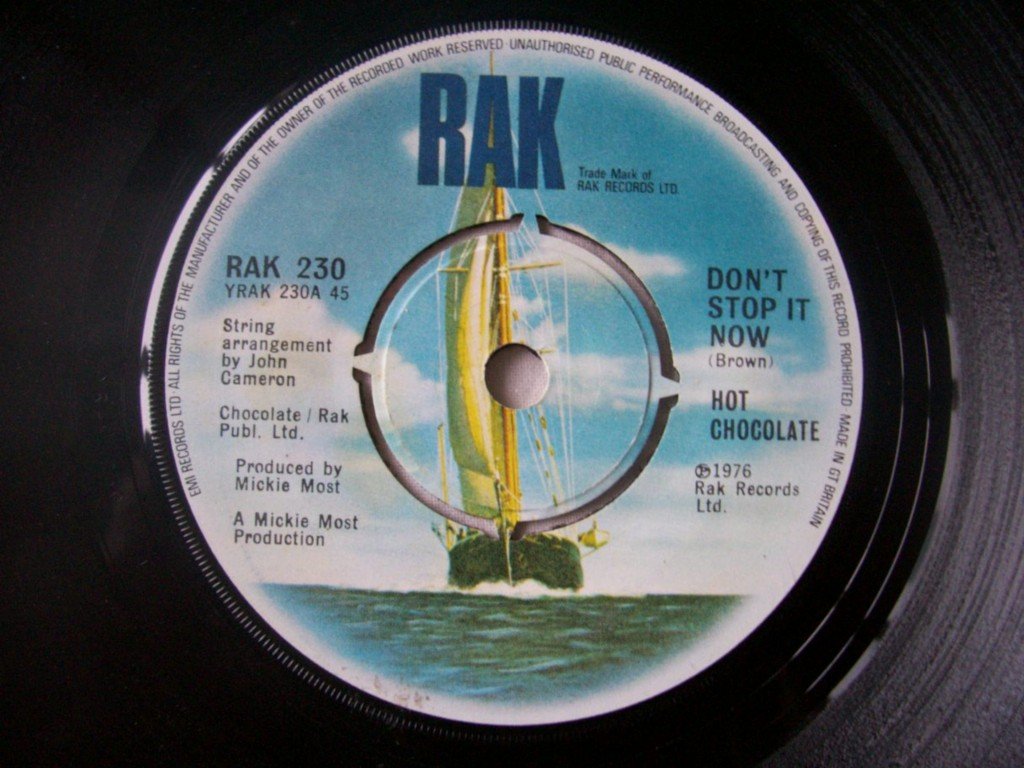 EMI RECORDS LTD ALL RIGHTS OF THE MANUFACTURER AND OF THE OWNER OF THE RECORDED WORK RESERVED UNAUTHORISED PUBLIC PERFORMANCE BROADCASTING AND COPYING OF THIS RECORD PROHIBITED MADE IN GT BRITAIN
RAK
Trade Mark of
RAK RECORDS LTD.
RAK 230
YRAK 230A 45
String
arrangement
by John
Cameron
Chocolate / Rak
Publ. Ltd.
Produced by
Mickie Most
A Mickie Most
Production
DON'T
STOP IT
NOW
(Brown)
HOT
CHOCOLATE
℗1976
Rak Records
Ltd.